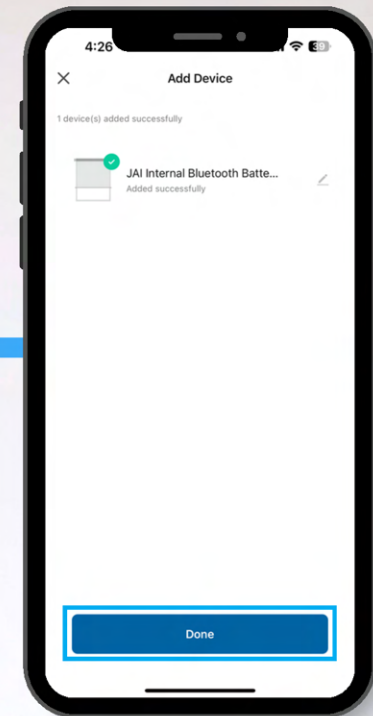 4:26
39
Add Device
1 device(s) added successfully
JAI Internal Bluetooth Batte...
Added successfully
Done